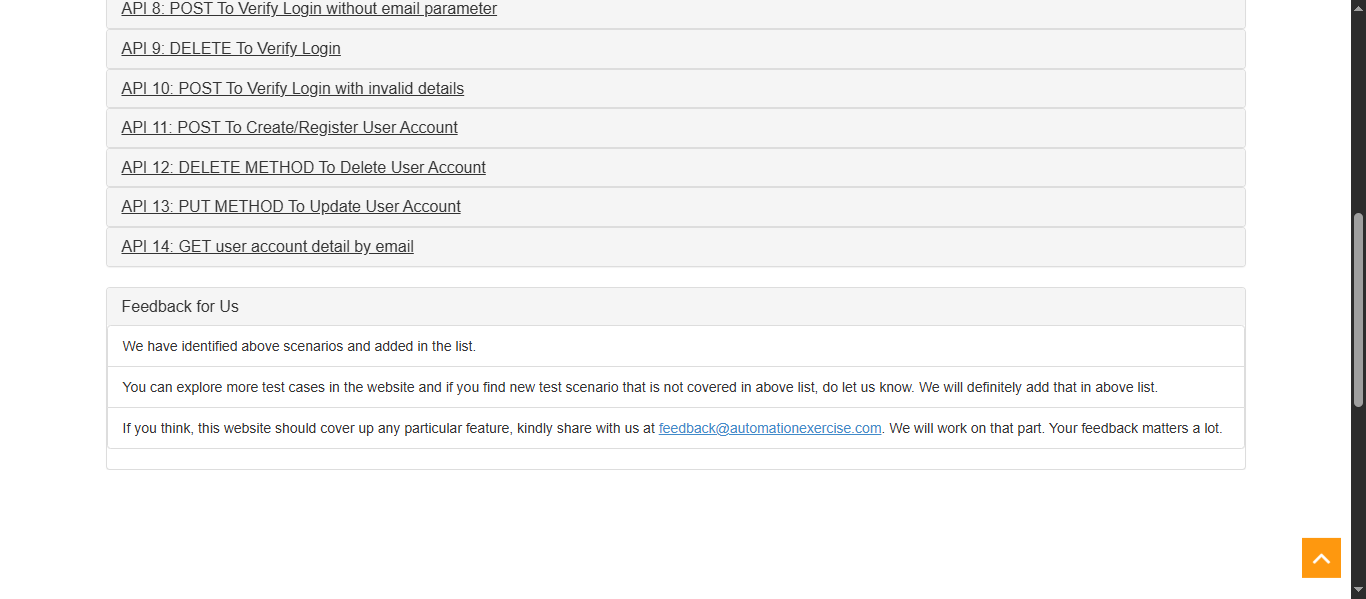 API 8: POST To Verify Login without email parameter
API 9: DELETE To Verify Login
API 10: POST To Verify Login with invalid details
API 11: POST To Create/Register User Account
API 12: DELETE METHOD To Delete User Account
API 13: PUT METHOD To Update User Account
API 14: GET user account detail by email
Feedback for Us
We have identified above scenarios and added in the list.
You can explore more test cases in the website and if you find new test scenario that is not covered in above list, do let us know. We will definitely add that in above list.
If you think, this website should cover up any particular feature, kindly share with us at feedback@automationexercise.com. We will work on that part. Your feedback matters a lot.